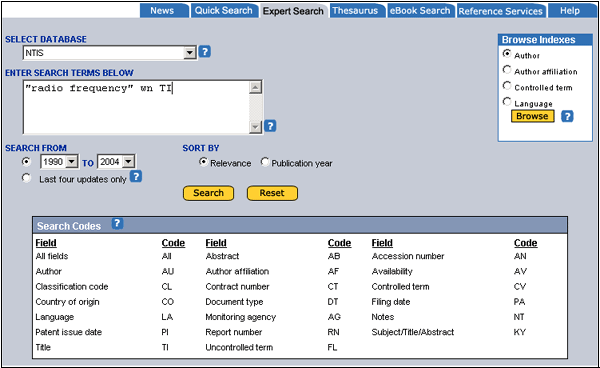 News Quick Search Expert Search Thesaurus eBook Search Reference Services Help
SELECT DATABASE
NTIS ?
ENTER SEARCH TERMS BELOW
"radio frequency" wn TI
?
SEARCH FROM
1990 TO 2004
Last four updates only ?
SORT BY
Relevance Publication year
Search Reset
Browse Indexes
Author
Author affiliation
Controlled term
Language
Browse ?
Search Codes ?
Field Code Field Code Field Code
All fields All Abstract AB Accession number AN
Author AU Author affiliation AF Availability AV
Classification code CL Contract number CT Controlled term CV
Country of origin CO Document type DT Filing date PA
Language LA Monitoring agency AG Notes NT
Patent issue date PI Report number RN Subject/Title/Abstract KY
Title TI Uncontrolled term FL